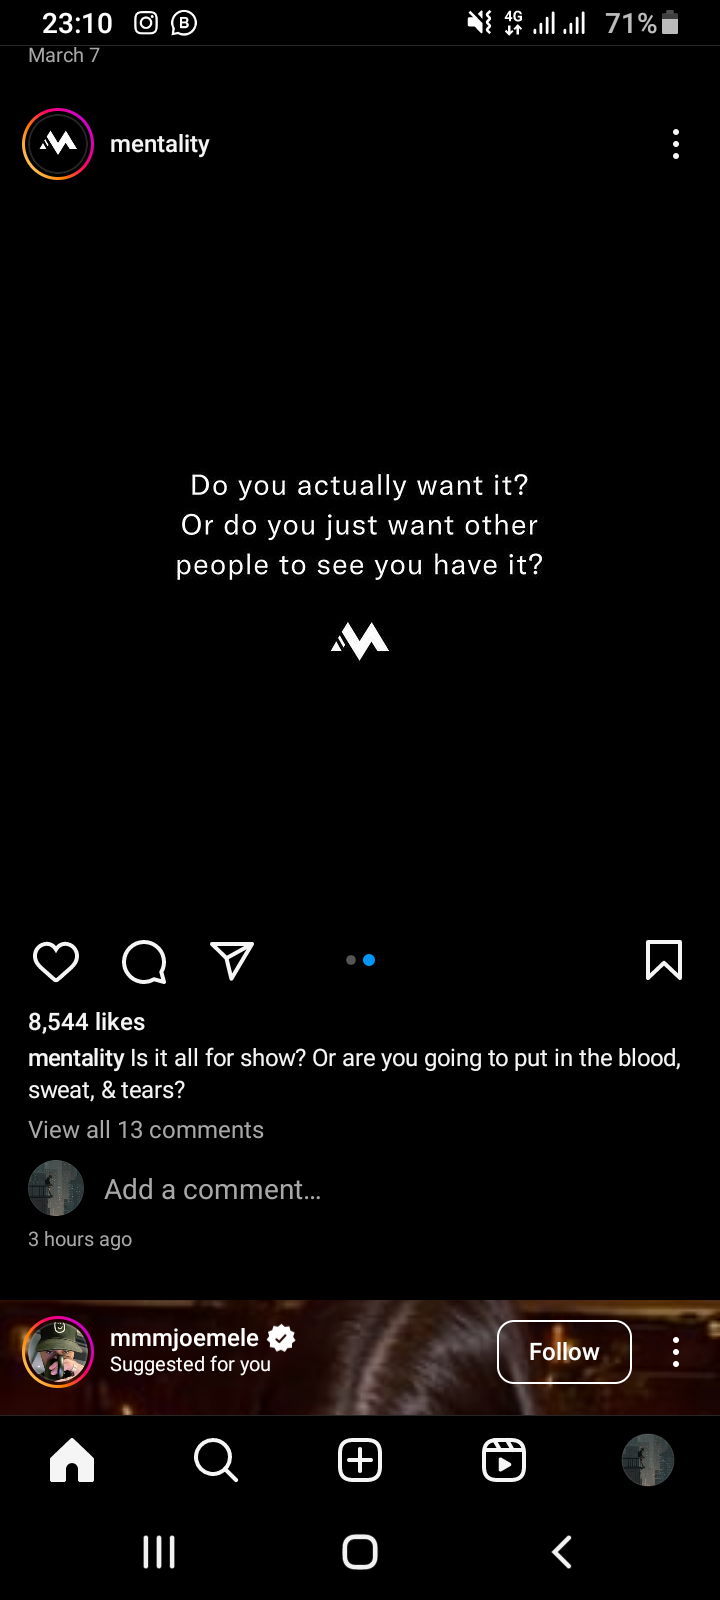 23:10
4G
71%
March 7
mentality
Do you actually want it?
Or do you just want other
people to see you have it?
8,544 likes
mentality Is it all for show? Or are you going to put in the blood,
sweat, & tears?
View all 13 comments
Add a comment...
3 hours ago
mmmjoemele
Suggested for you
Follow